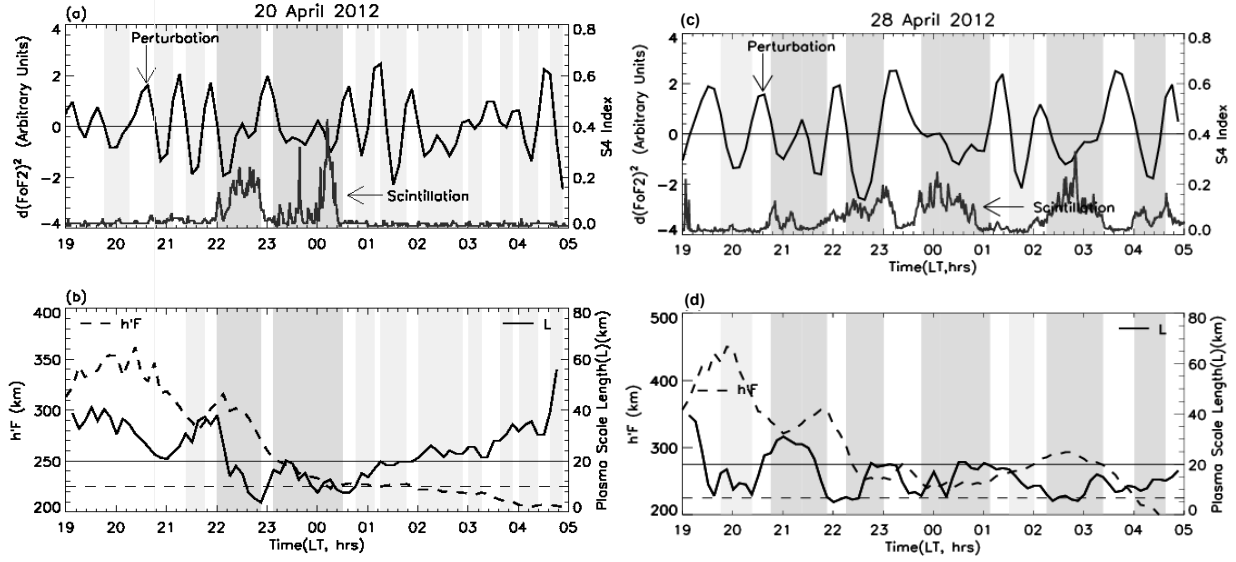 20 April 2012
28 April 2012
(a)
(c)
4
2
0
−2
−4
d(FoF2)² (Arbitrary Units)
Perturbation
Scintillation
0.8
0.6
0.4
0.2
0.0
S4 Index
19 20 21 22 23 00 01 02 03 04 05
4
2
0
−2
−4
d(FoF2)² (Arbitrary Units)
Perturbation
Scintillation
0.8
0.6
0.4
0.2
0.0
S4 Index
19 20 21 22 23 00 01 02 03 04 05
Time(LT,hrs)
(b)
400
350
300
250
200
h'F (km)
h'F
L
80
60
40
20
0
Plasma Scale Length(L)(km)
19 20 21 22 23 00 01 02 03 04 05
Time(LT, hrs)
(d)
500
400
300
200
h'F (km)
h'F
L
80
60
40
20
0
Plasma Scale Length(L)(km)
19 20 21 22 23 00 01 02 03 04 05
Time(LT, hrs)